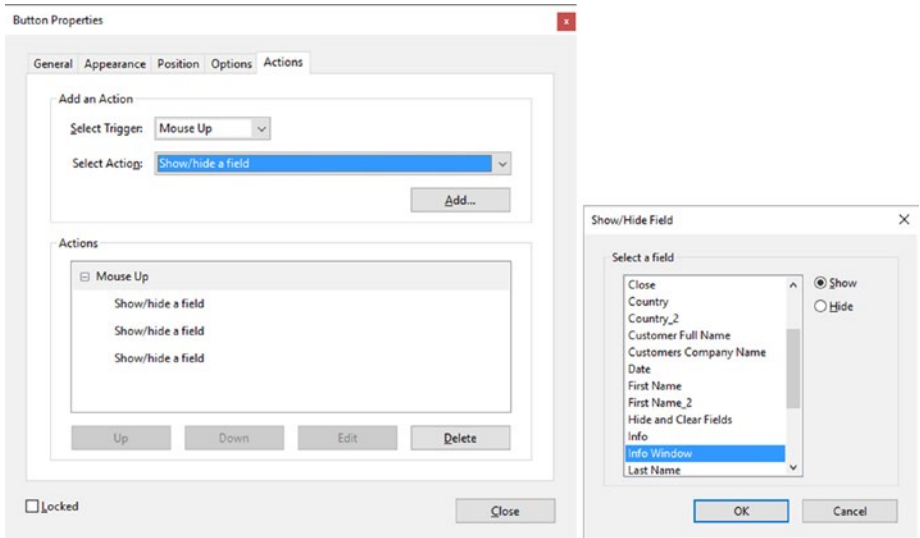 Button Properties
x
General Appearance Position Options Actions
Add an Action
Select Trigger: Mouse Up
Select Action: Show/hide a field
Add...
Actions
Mouse Up
Show/hide a field
Show/hide a field
Show/hide a field
Up Down Edit Delete
Locked
Close
Show/Hide Field
Select a field
Close
Country
Country_2
Customer Full Name
Customers Company Name
Date
First Name
First Name_2
Hide and Clear Fields
Info
Info Window
Last Name
Show
Hide
OK Cancel